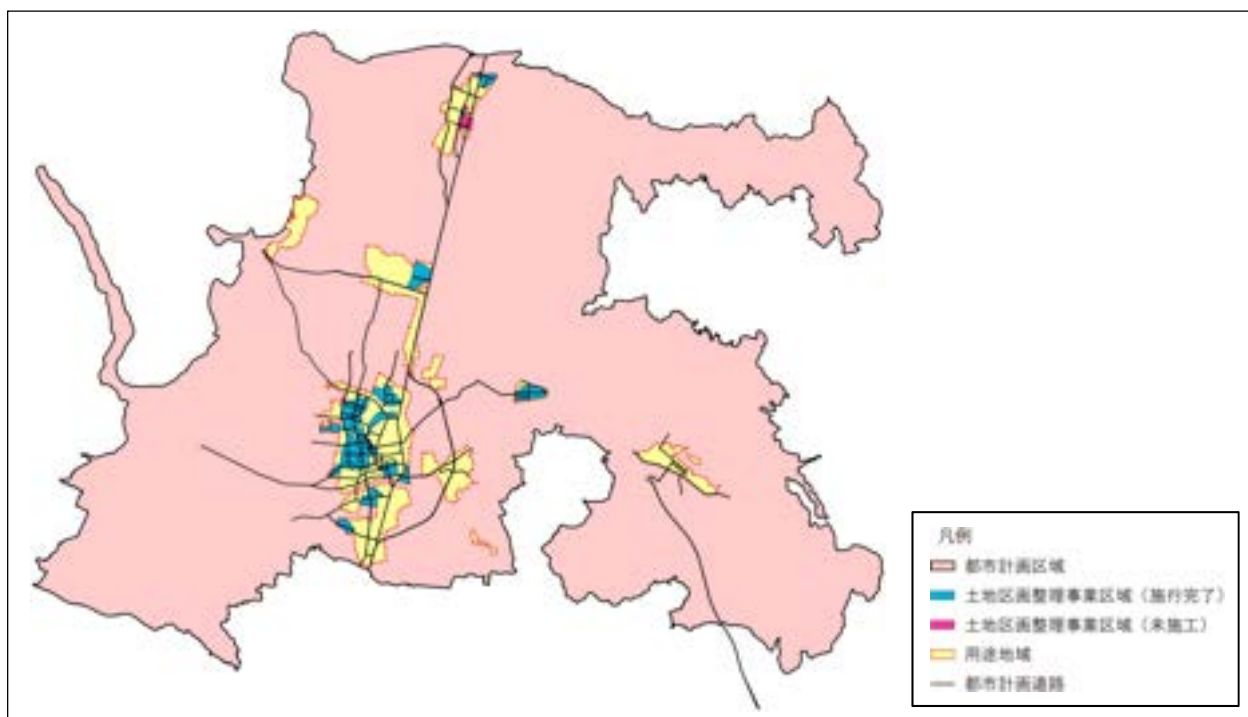 凡例
都市計画区域
土地区画整理事業区域（施行完了）
土地区画整理事業区域（未施工）
用途地域
都市計画道路